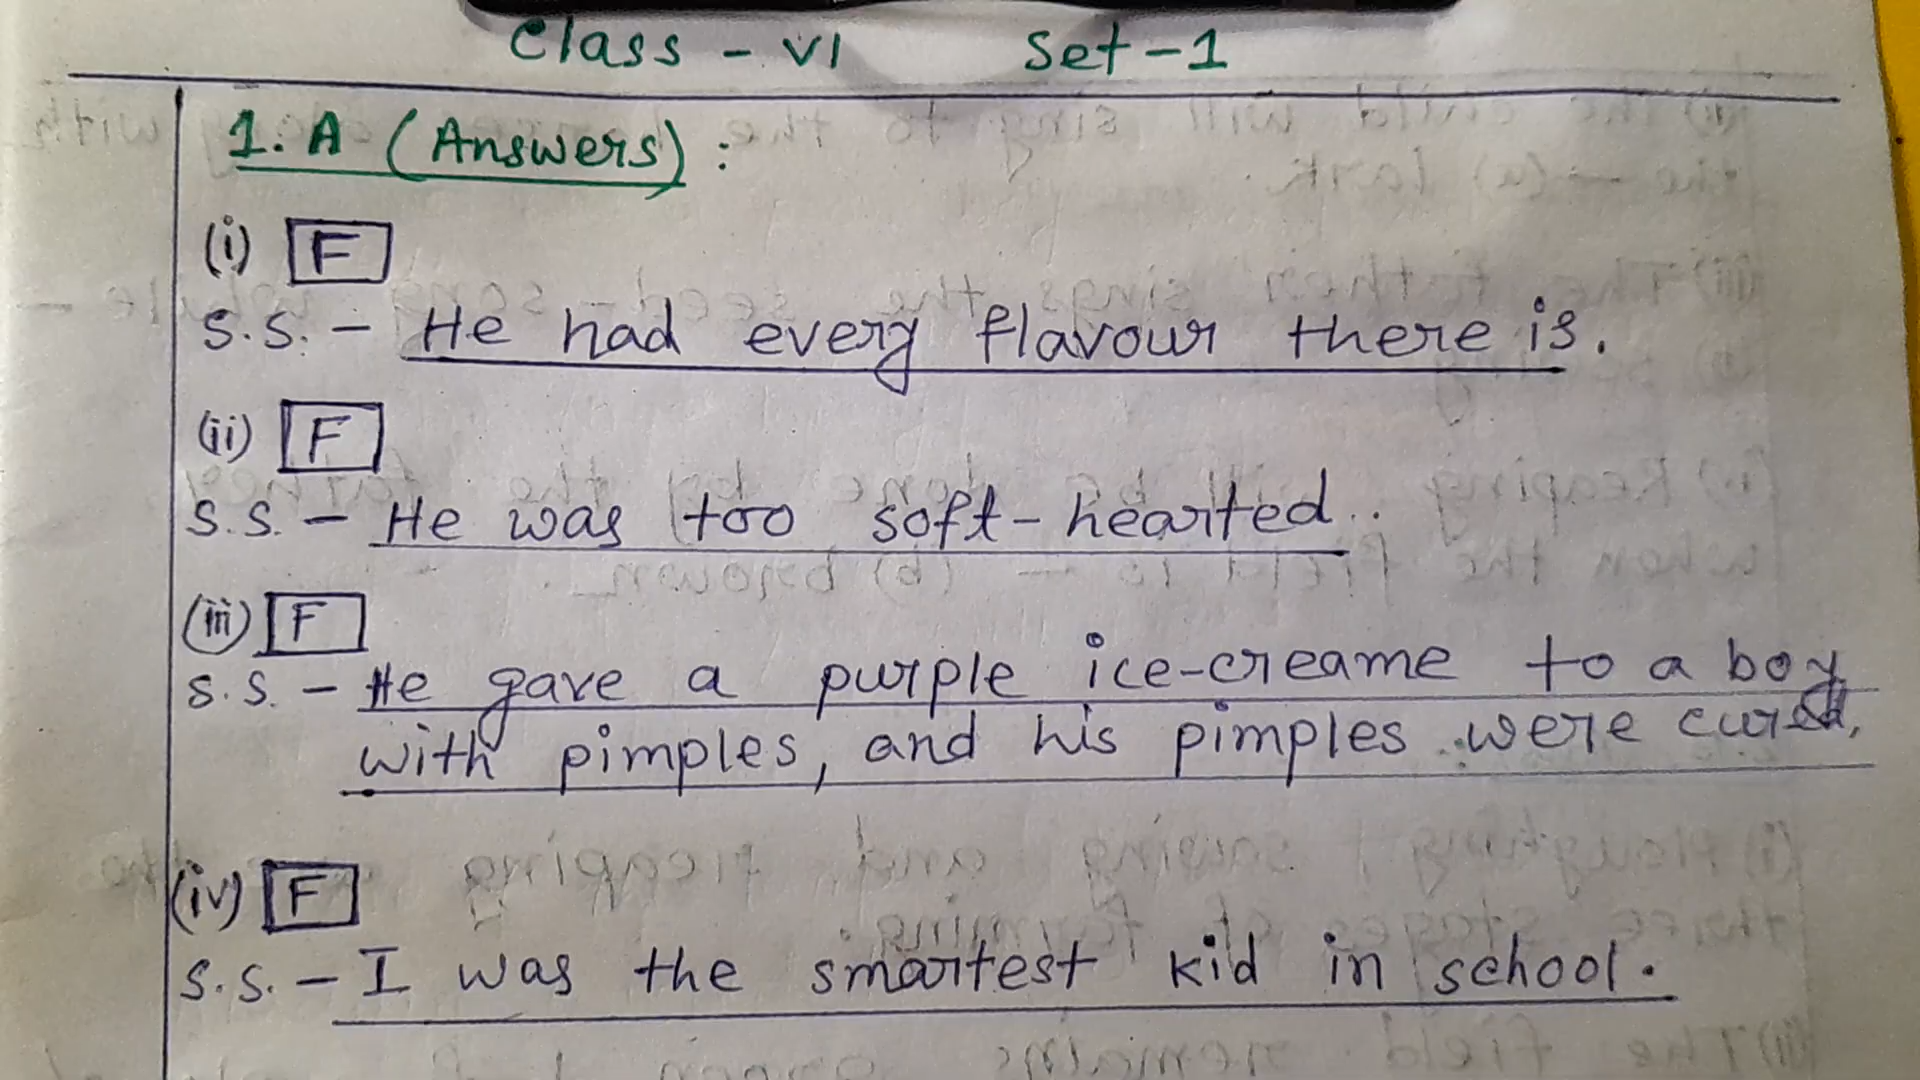 Class - VI Set-1
1. A (Answers) :
(i) F
S.S. - He had every flavour there is.
(ii) F
S.S. - He was too soft-hearted.
(iii) F
S.S. - He gave a purple ice-creame to a boy
with pimples, and his pimples were cured.
(iv) F
S.S. - I was the smartest kid in school.